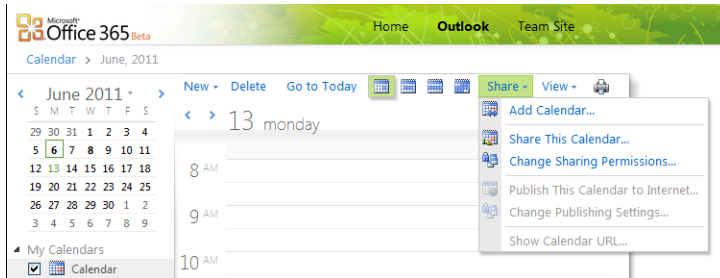 Microsoft®
Office 365 Beta
Home Outlook Team Site
Calendar > June, 2011
June 2011
S M T W T F S
29 30 31 1 2 3 4
5 6 7 8 9 10 11
12 13 14 15 16 17 18
19 20 21 22 23 24 25
26 27 28 29 30 1 2
3 4 5 6 7 8 9
My Calendars
Calendar
New Delete Go to Today Share View
13 monday
8 AM
9 AM
10 AM
Add Calendar...
Share This Calendar...
Change Sharing Permissions...
Publish This Calendar to Internet...
Change Publishing Settings...
Show Calendar URL...